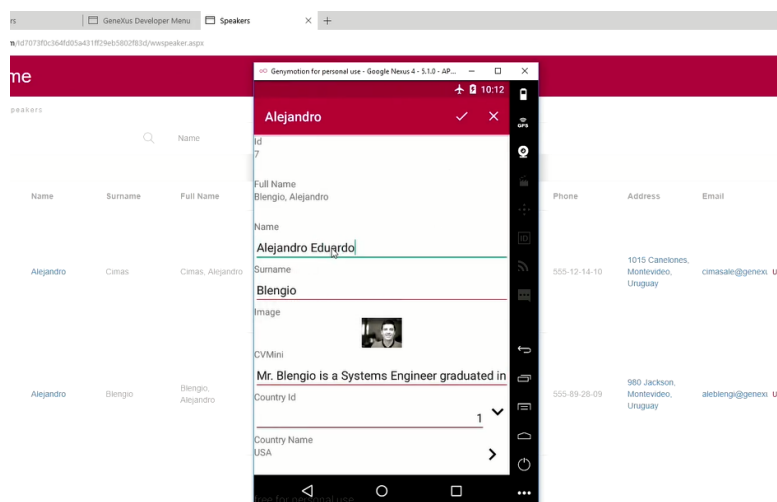 rs
GeneXus Developer Menu
Speakers
m/Id7073f0c364fd05a431ff29eb5802f83d/wwspeaker.aspx
me
speakers
Name
Name
Surname
Full Name
Phone
Address
Email
Alejandro
Cimas
Cimas, Alejandro
555-12-14-10
1015 Canelones,
Montevideo,
Uruguay
cimasale@genexu
U
Alejandro
Blengio
Blengio,
Alejandro
555-89-28-09
980 Jackson,
Montevideo,
Uruguay
aleblengi@genexu
U
Genymotion for personal use - Google Nexus 4 - 5.1.0 - AP...
10:12
Alejandro
Id
7
Full Name
Blengio, Alejandro
Name
Alejandro Eduardo
Surname
Blengio
Image
CVMini
Mr. Blengio is a Systems Engineer graduated in
Country Id
1
Country Name
USA
free for personal use
GPS
ID